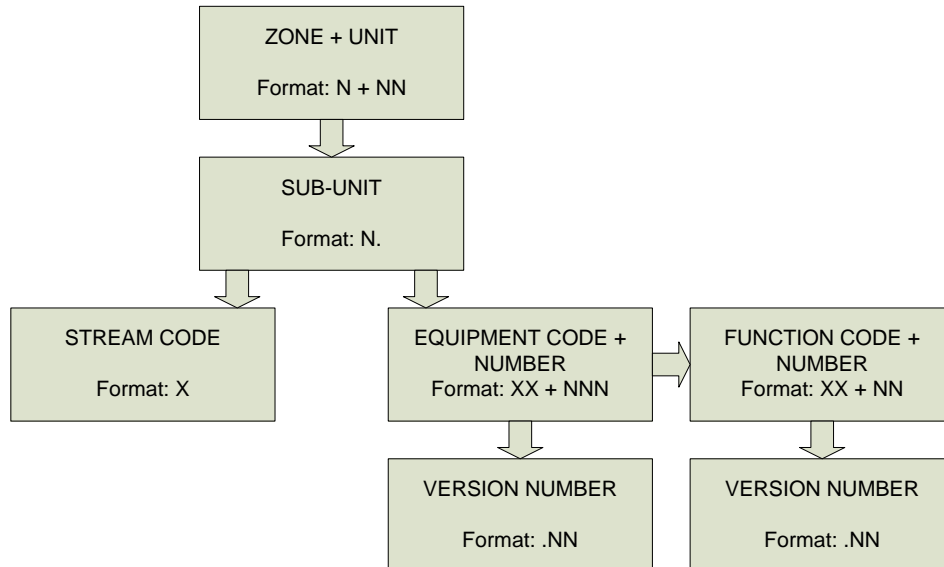 ZONE + UNIT
Format: N + NN
SUB-UNIT
Format: N.
STREAM CODE
Format: X
EQUIPMENT CODE +
NUMBER
Format: XX + NNN
FUNCTION CODE +
NUMBER
Format: XX + NN
VERSION NUMBER
Format: .NN
VERSION NUMBER
Format: .NN